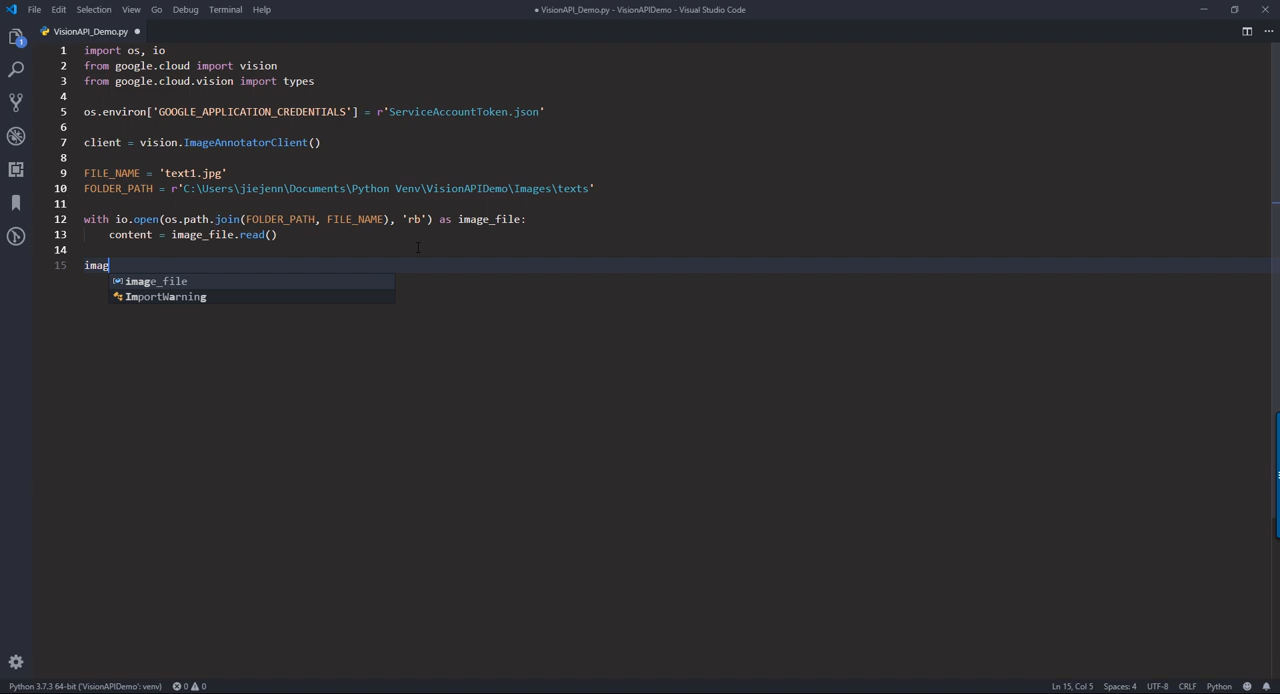 File Edit Selection View Go Debug Terminal Help
● VisionAPI_Demo.py - VisionAPIDemo - Visual Studio Code
VisionAPI_Demo.py ●
1 import os, io
2 from google.cloud import vision
3 from google.cloud.vision import types
4
5 os.environ['GOOGLE_APPLICATION_CREDENTIALS'] = r'ServiceAccountToken.json'
6
7 client = vision.ImageAnnotatorClient()
8
9 FILE_NAME = 'text1.jpg'
10 FOLDER_PATH = r'C:\Users\jiejenn\Documents\Python Venv\VisionAPIDemo\Images\texts'
11
12 with io.open(os.path.join(FOLDER_PATH, FILE_NAME), 'rb') as image_file:
13 content = image_file.read()
14
15 imag
image_file
ImportWarning
1
Python 3.7.3 64-bit ('VisionAPIDemo': venv) 0 0 Ln 15, Col 5 Spaces: 4 UTF-8 CRLF Python